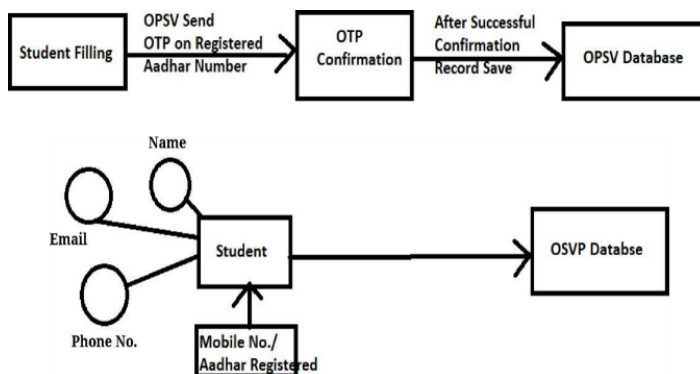 Student Filling
OPSV Send
OTP on Registered
Aadhar Number
OTP
Confirmation
After Successful
Confirmation
Record Save
OPSV Database
Name
Email
Phone No.
Student
Mobile No./
Aadhar Registered
OSVP Databse